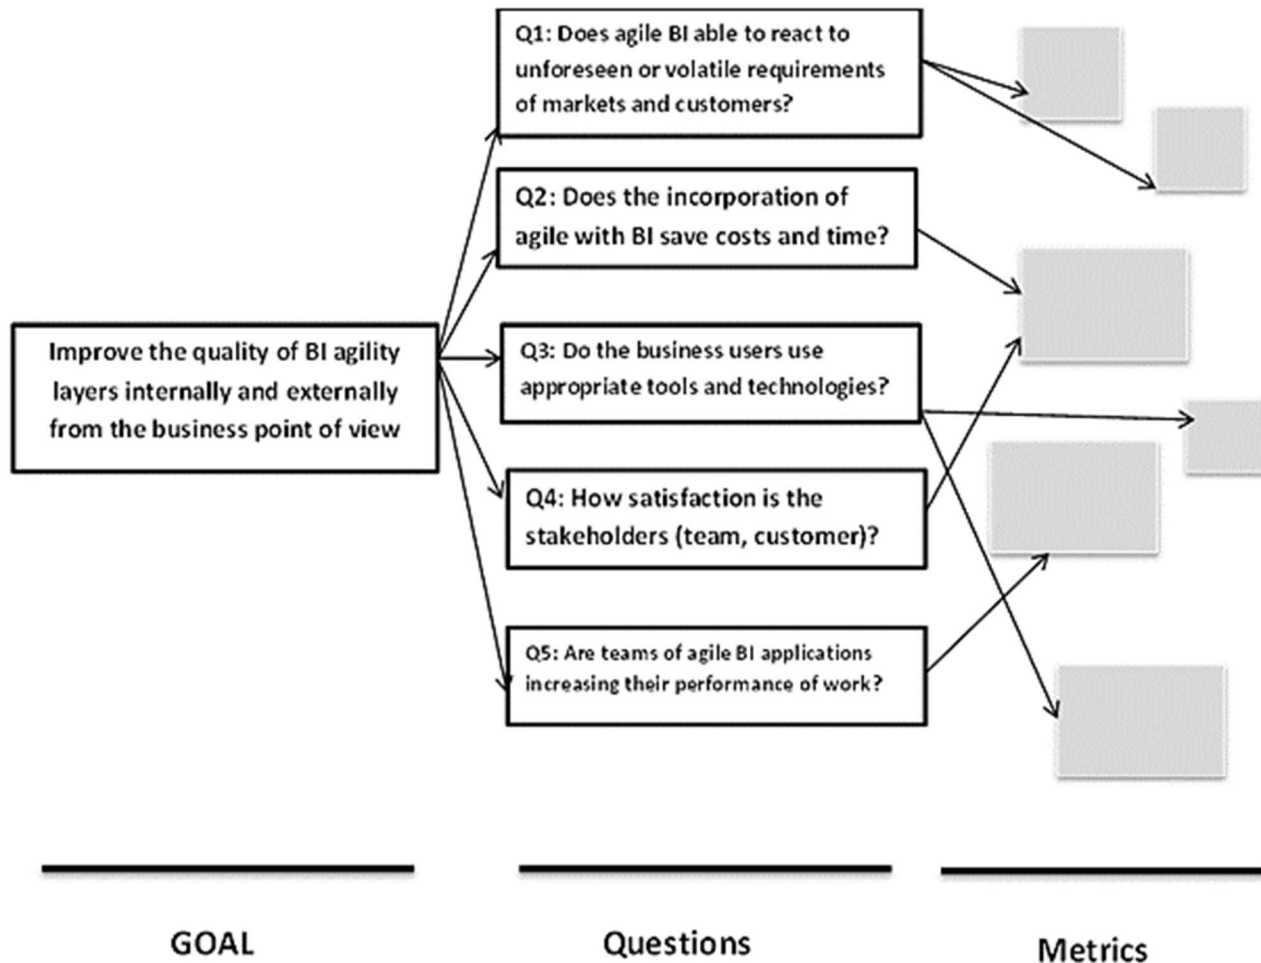 Q1: Does agile BI able to react to
unforeseen or volatile requirements
of markets and customers?
Q2: Does the incorporation of
agile with BI save costs and time?
Improve the quality of BI agility
layers internally and externally
from the business point of view
Q3: Do the business users use
appropriate tools and technologies?
Q4: How satisfaction is the
stakeholders (team, customer)?
Q5: Are teams of agile BI applications
increasing their performance of work?
GOAL
Questions
Metrics